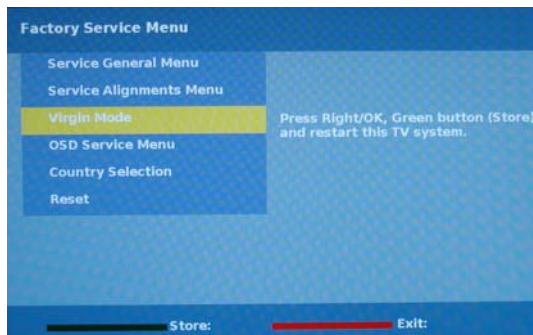 Factory Service Menu
Service General Menu
Service Alignments Menu
Virgin Mode
Press Right/OK, Green button (Store)
and restart this TV system.
OSD Service Menu
Country Selection
Reset
Store:
Exit: